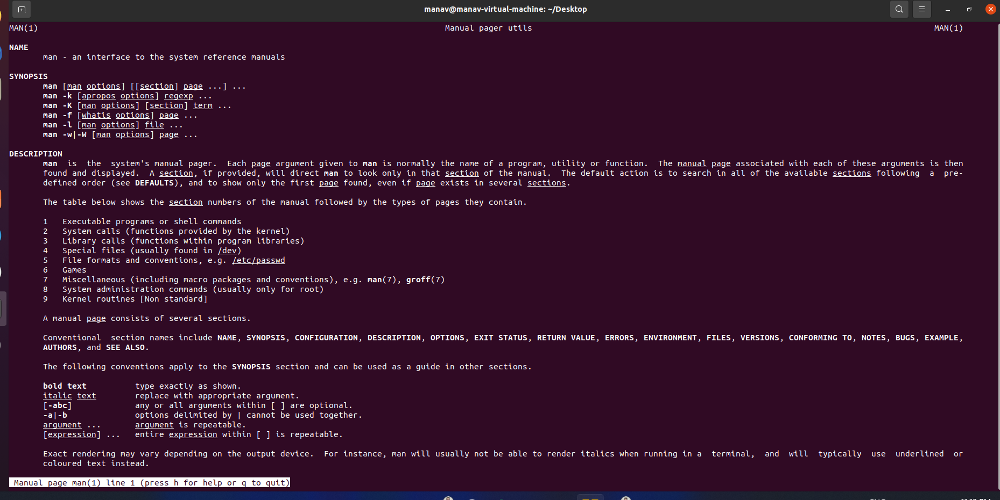 manav@manav-virtual-machine: ~/Desktop
MAN(1) Manual pager utils MAN(1)
NAME
man - an interface to the system reference manuals
SYNOPSIS
man [man options] [[section] page ...] ...
man -k [apropos options] regexp ...
man -K [man options] [section] term ...
man -f [whatis options] page ...
man -l [man options] file ...
man -w|-W [man options] page ...
DESCRIPTION
man is the system's manual pager. Each page argument given to man is normally the name of a program, utility or function. The manual page associated with each of these arguments is then
found and displayed. A section, if provided, will direct man to look only in that section of the manual. The default action is to search in all of the available sections following a pre-
defined order (see DEFAULTS), and to show only the first page found, even if page exists in several sections.
The table below shows the section numbers of the manual followed by the types of pages they contain.
1 Executable programs or shell commands
2 System calls (functions provided by the kernel)
3 Library calls (functions within program libraries)
4 Special files (usually found in /dev)
5 File formats and conventions, e.g. /etc/passwd
6 Games
7 Miscellaneous (including macro packages and conventions), e.g. man(7), groff(7)
8 System administration commands (usually only for root)
9 Kernel routines [Non standard]
A manual page consists of several sections.
Conventional section names include NAME, SYNOPSIS, CONFIGURATION, DESCRIPTION, OPTIONS, EXIT STATUS, RETURN VALUE, ERRORS, ENVIRONMENT, FILES, VERSIONS, CONFORMING TO, NOTES, BUGS, EXAMPLE,
AUTHORS, and SEE ALSO.
The following conventions apply to the SYNOPSIS section and can be used as a guide in other sections.
bold text type exactly as shown.
italic text replace with appropriate argument.
[-abc] any or all arguments within [ ] are optional.
-a|-b options delimited by | cannot be used together.
argument ... argument is repeatable.
[expression] ... entire expression within [ ] is repeatable.
Exact rendering may vary depending on the output device. For instance, man will usually not be able to render italics when running in a terminal, and will typically use underlined or
coloured text instead.
Manual page man(1) line 1 (press h for help or q to quit)